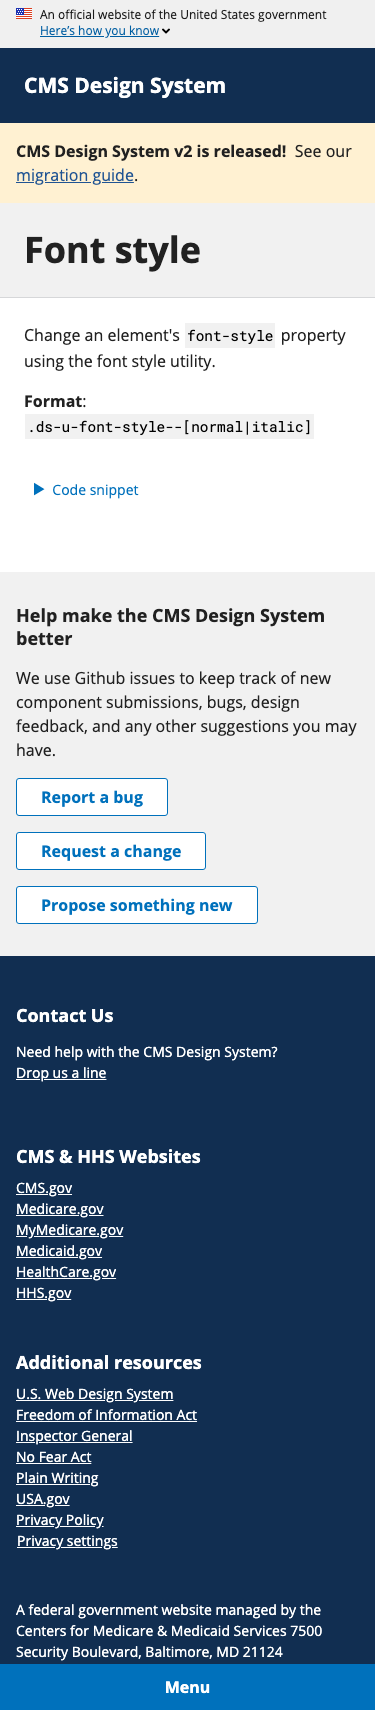 An official website of the United States government
Here's how you know
CMS Design System
CMS Design System v2 is released! See our
migration guide.
Font style
Change an element's font-style property
using the font style utility.
Format:
.ds-u-font-style--[normal|italic]
Code snippet
Help make the CMS Design System
better
We use Github issues to keep track of new
component submissions, bugs, design
feedback, and any other suggestions you may
have.
Report a bug
Request a change
Propose something new
Contact Us
Need help with the CMS Design System?
Drop us a line
CMS & HHS Websites
CMS.gov
Medicare.gov
MyMedicare.gov
Medicaid.gov
HealthCare.gov
HHS.gov
Additional resources
U.S. Web Design System
Freedom of Information Act
Inspector General
No Fear Act
Plain Writing
USA.gov
Privacy Policy
Privacy settings
A federal government website managed by the
Centers for Medicare & Medicaid Services 7500
Security Boulevard, Baltimore, MD 21124
Menu